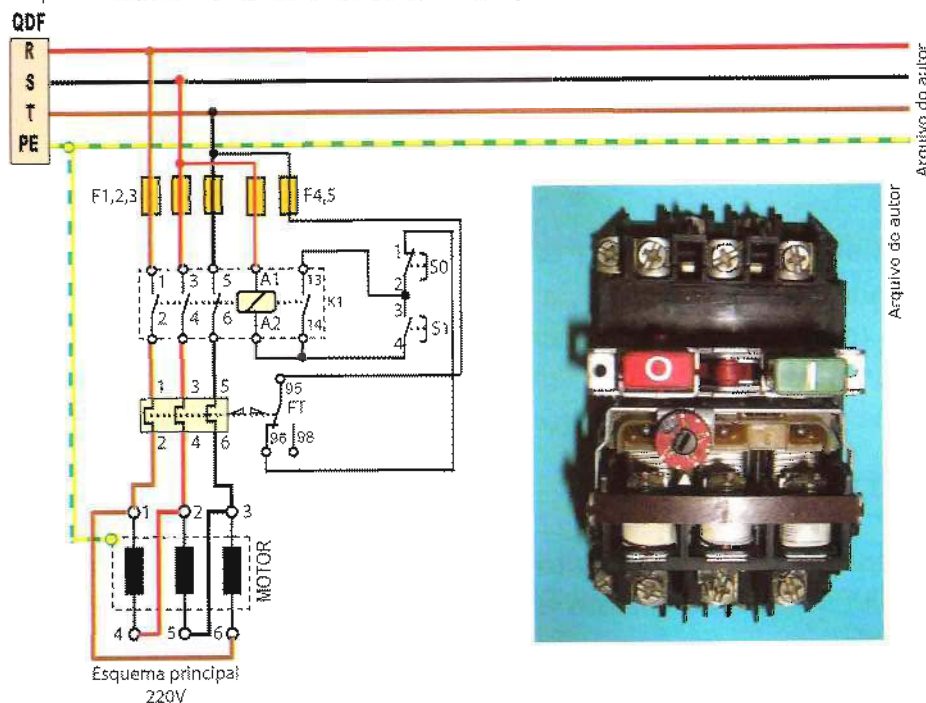 QDF
R
S
T
PE
Arquivo do autor
F1,2,3
F4,5
1 3 5 A1 13
K1
2 4 6 A2 14
1
S0
2
3
S1
4
1 3 5
2 4 6
95
FT
96 98
1 2 3
MOTOR
4 5 6
Esquema principal
220V
Arquivo de autor
O
I